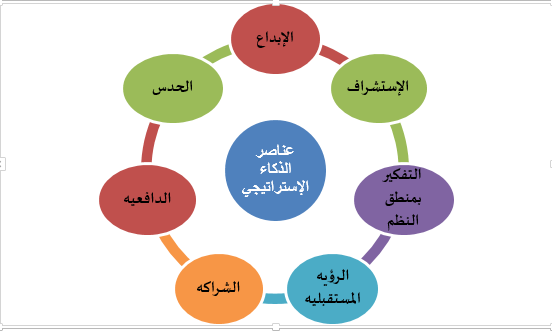 الإبداع
الإستشراف
التفكير
بمنطق
النظم
الرؤيه
المستقبليه
الشراكه
الدافعيه
الحدس
عناصر
الذكاء
الإستراتيجي